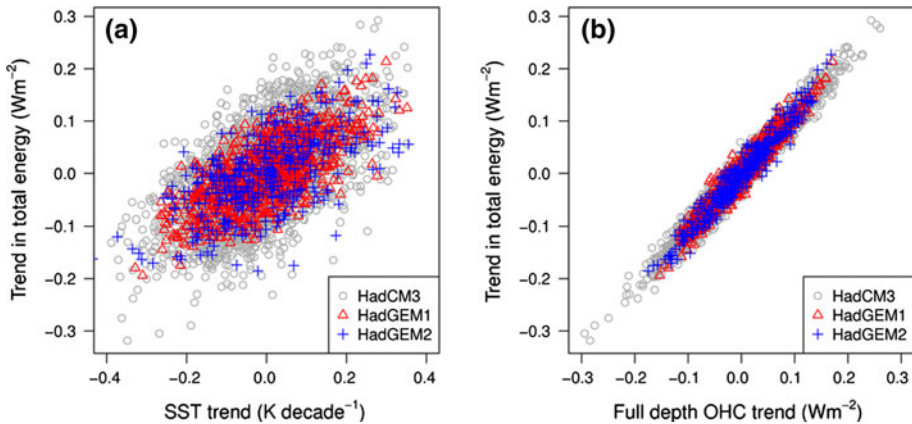 (a)
Trend in total energy (Wm⁻²)
0.3
0.2
0.1
0.0
−0.1
−0.2
−0.3
HadCM3
HadGEM1
HadGEM2
−0.4 −0.2 0.0 0.2 0.4
SST trend (K decade⁻¹)
(b)
Trend in total energy (Wm⁻²)
0.3
0.2
0.1
0.0
−0.1
−0.2
−0.3
HadCM3
HadGEM1
HadGEM2
−0.3 −0.2 −0.1 0.0 0.1 0.2 0.3
Full depth OHC trend (Wm⁻²)